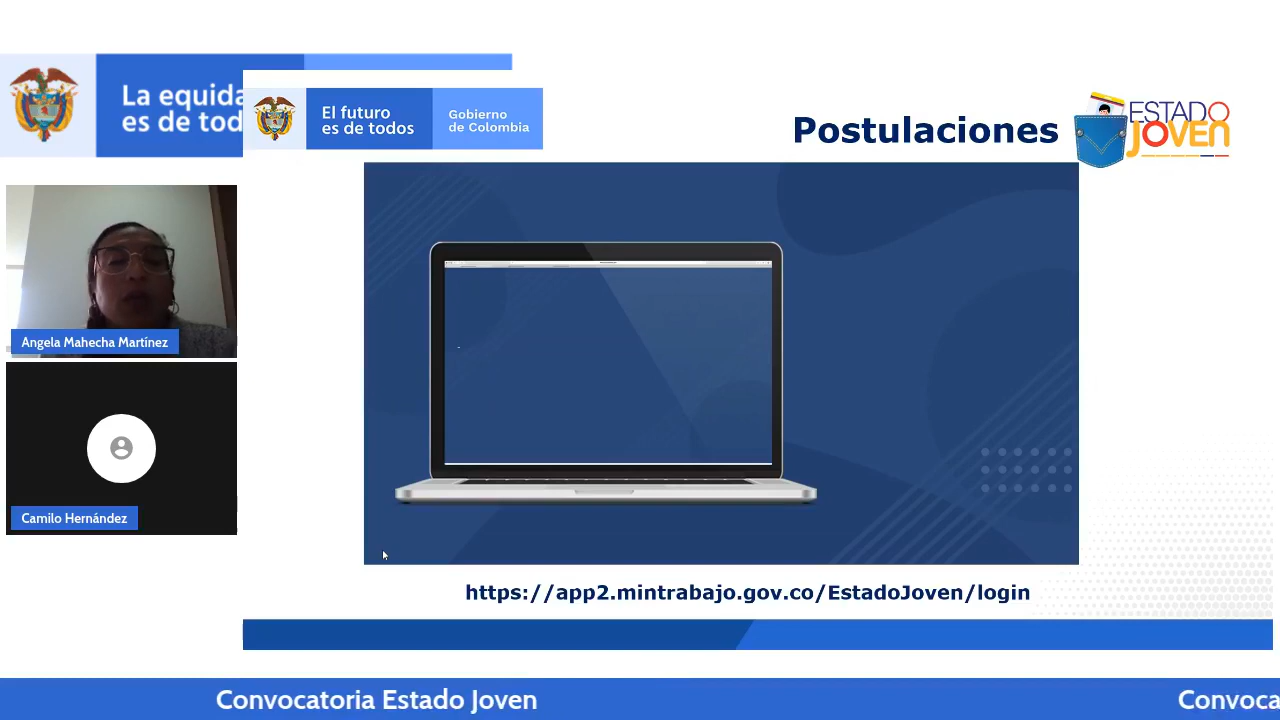 La equida
es de tod
El futuro
es de todos
Gobierno
de Colombia
Postulaciones
ESTADO
JOVEN
Angela Mahecha Martínez
Camilo Hernández
https://app2.mintrabajo.gov.co/EstadoJoven/login
Convocatoria Estado Joven
Convoca